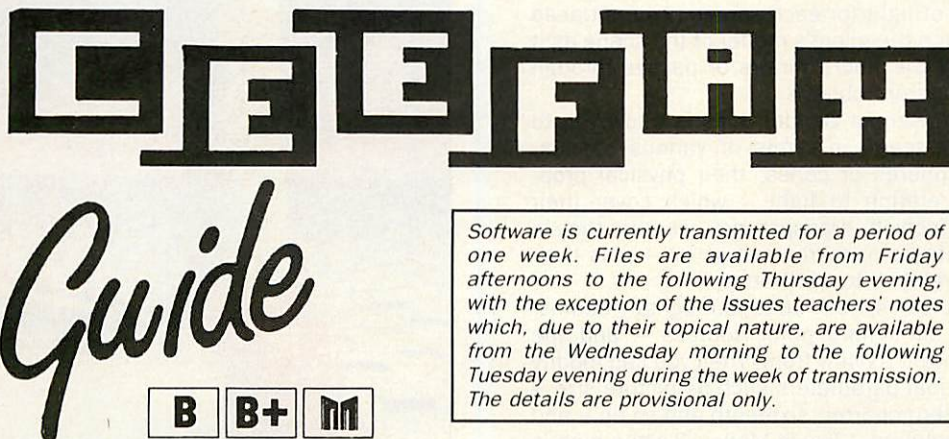 CEEFAX
Guide
B B+ M
Software is currently transmitted for a period of
one week. Files are available from Friday
afternoons to the following Thursday evening,
with the exception of the Issues teachers' notes
which, due to their topical nature, are available
from the Wednesday morning to the following
Tuesday evening during the week of transmission.
The details are provisional only.